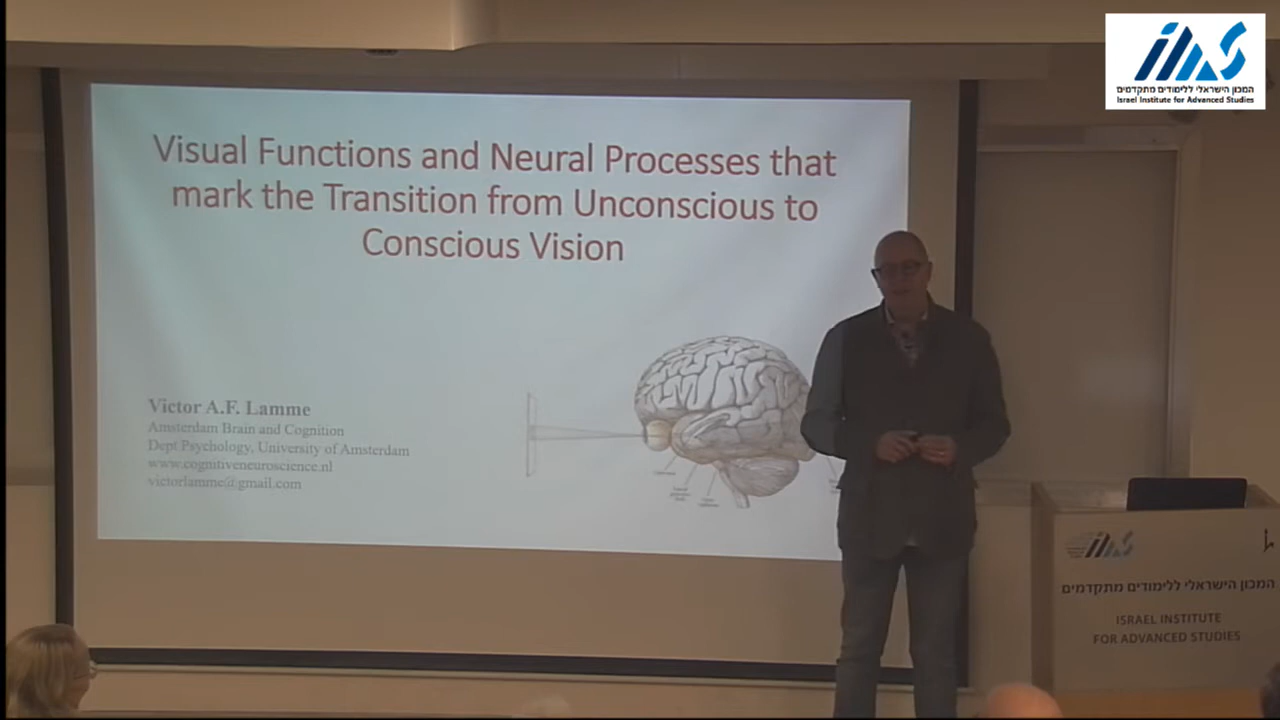 המכון הישראלי ללימודים מתקדמים
Israel Institute for Advanced Studies
Visual Functions and Neural Processes that
mark the Transition from Unconscious to
Conscious Vision
Victor A.F. Lamme
Amsterdam Brain and Cognition
Dept Psychology, University of Amsterdam
www.cognitiveneuroscience.nl
victorlamme@gmail.com
המכון הישראלי ללימודים מתקדמים
ISRAEL INSTITUTE
FOR ADVANCED STUDIES